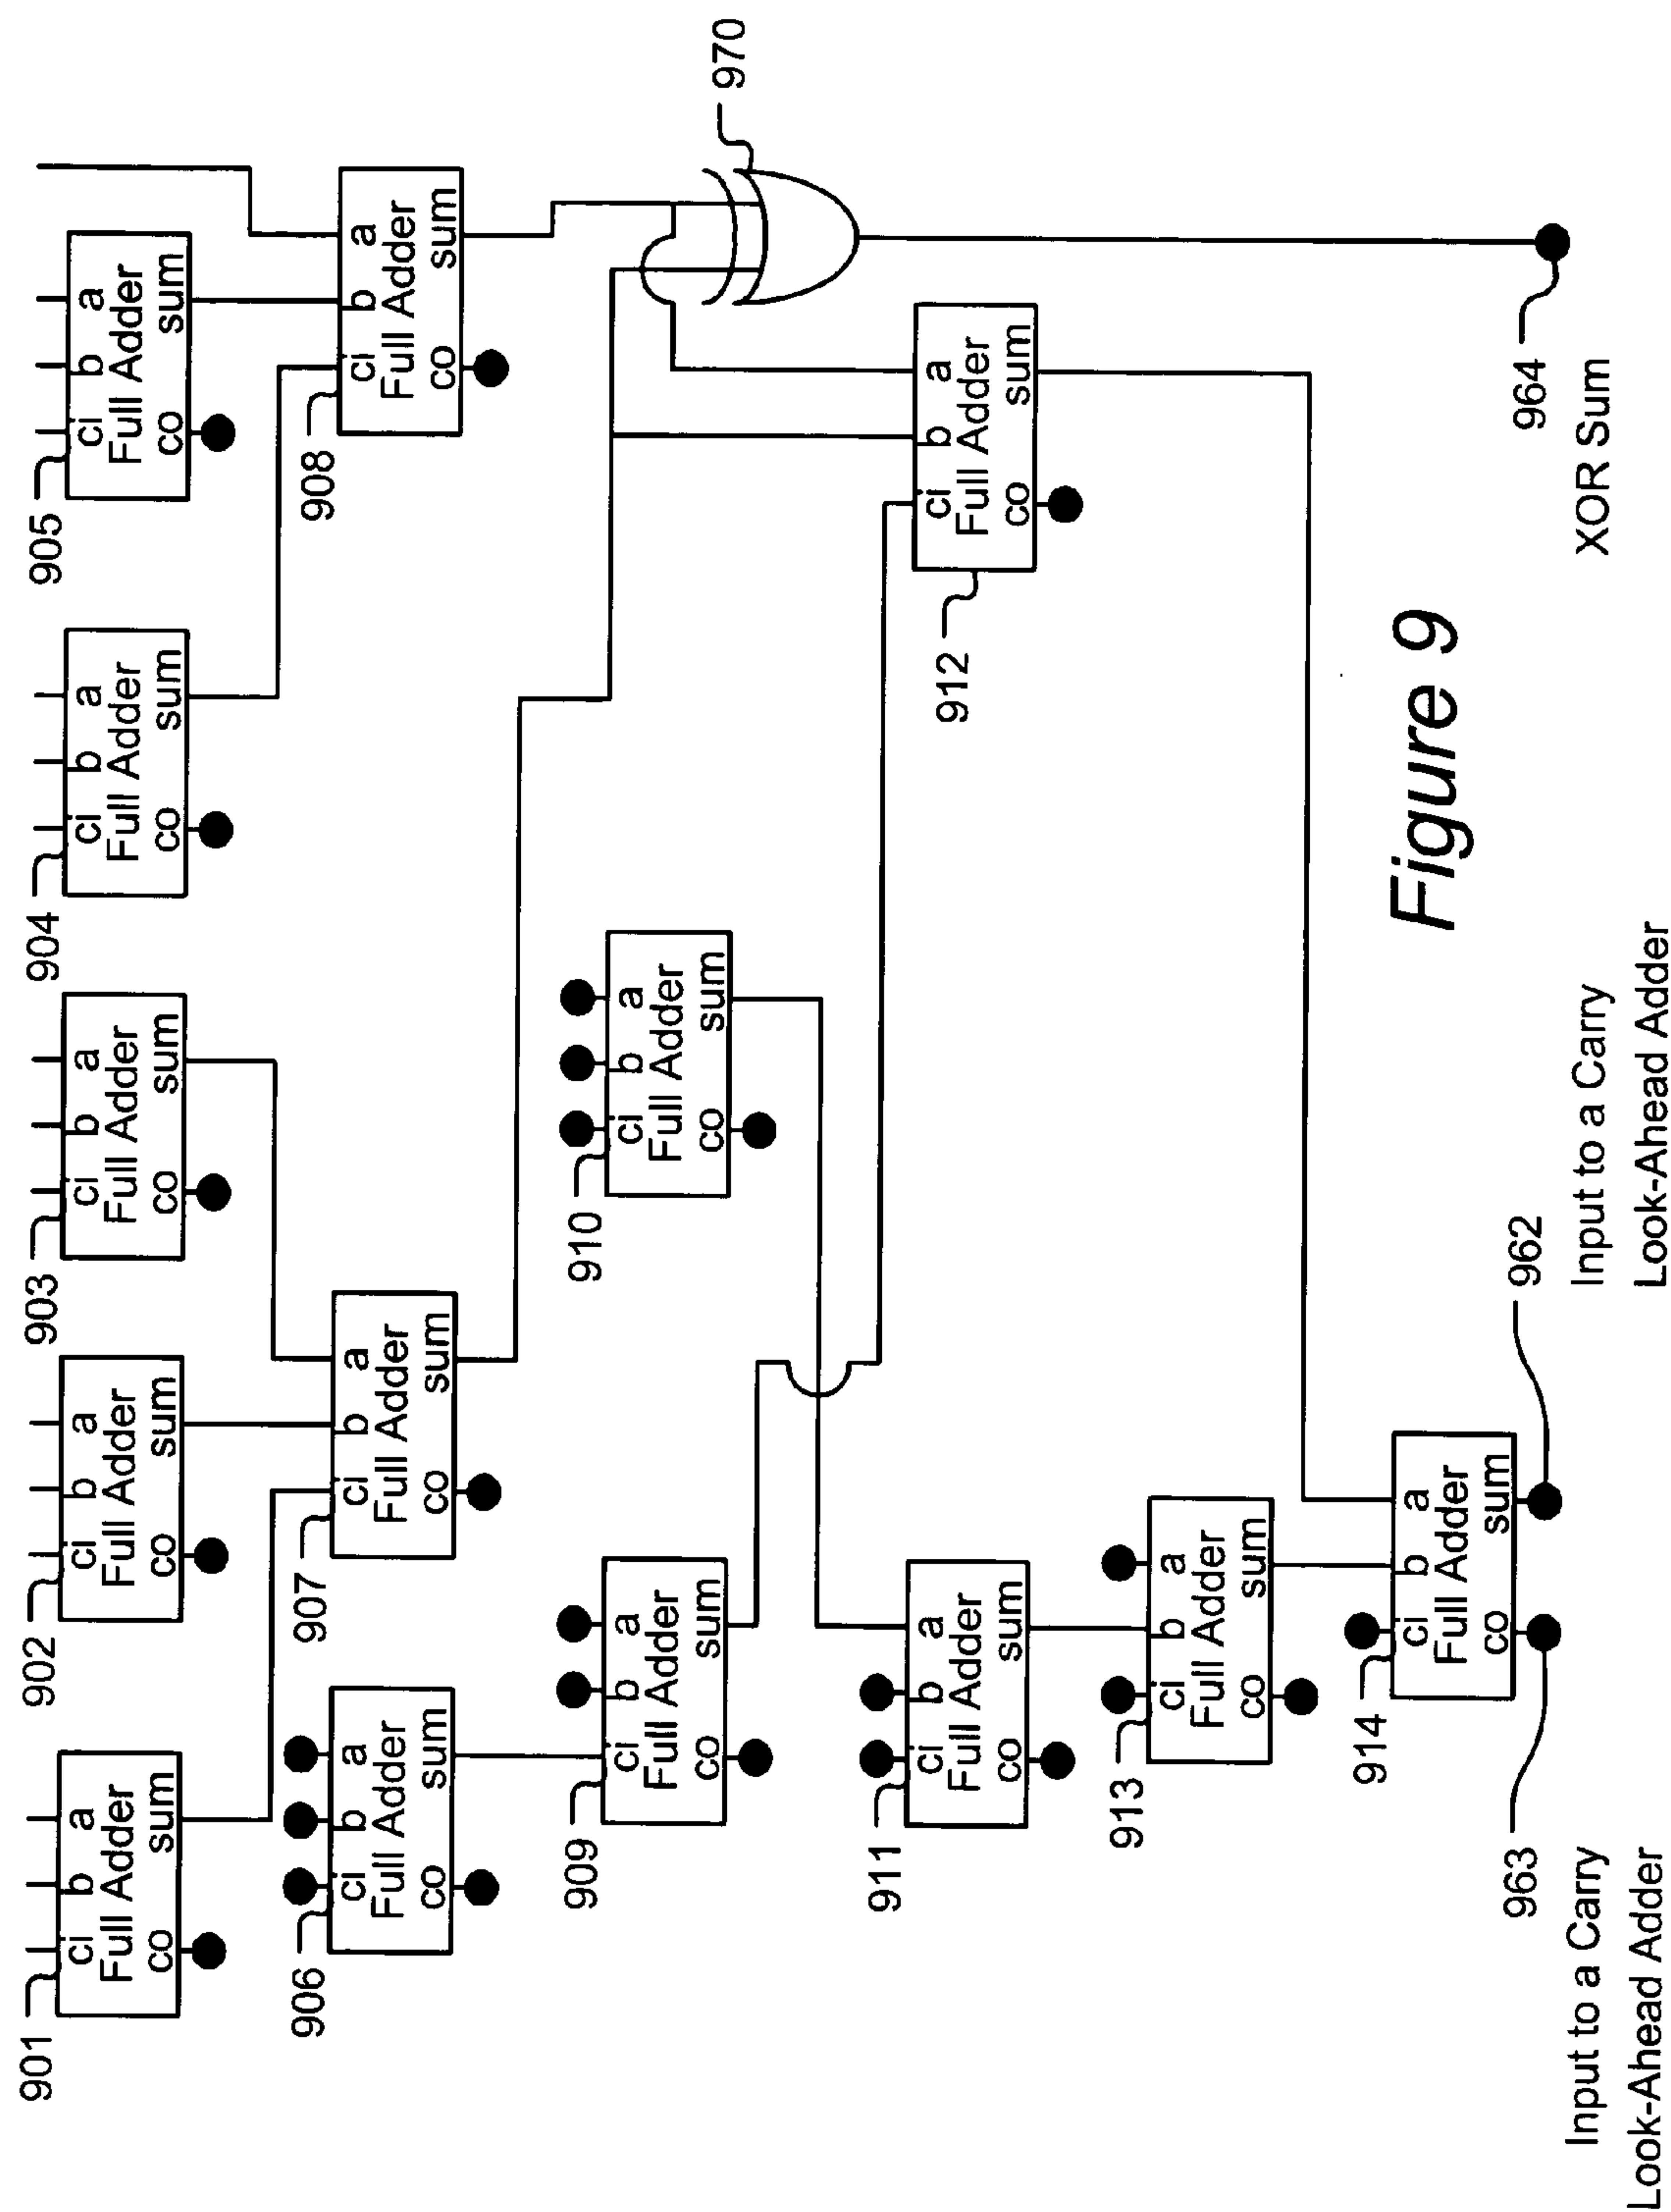 901
ci b a
Full Adder
co sum
902
ci b a
Full Adder
co sum
903
ci b a
Full Adder
co sum
904
ci b a
Full Adder
co sum
905
ci b a
Full Adder
co sum
906
ci b a
Full Adder
co sum
907
ci b a
Full Adder
co sum
908
ci b a
Full Adder
co sum
909
ci b a
Full Adder
co sum
910
ci b a
Full Adder
co sum
970
911
ci b a
Full Adder
co sum
912
ci b a
Full Adder
co sum
913
ci b a
Full Adder
co sum
914
ci b a
Full Adder
co sum
Figure 9
963
Input to a Carry
Look-Ahead Adder
962
Input to a Carry
Look-Ahead Adder
964
XOR Sum